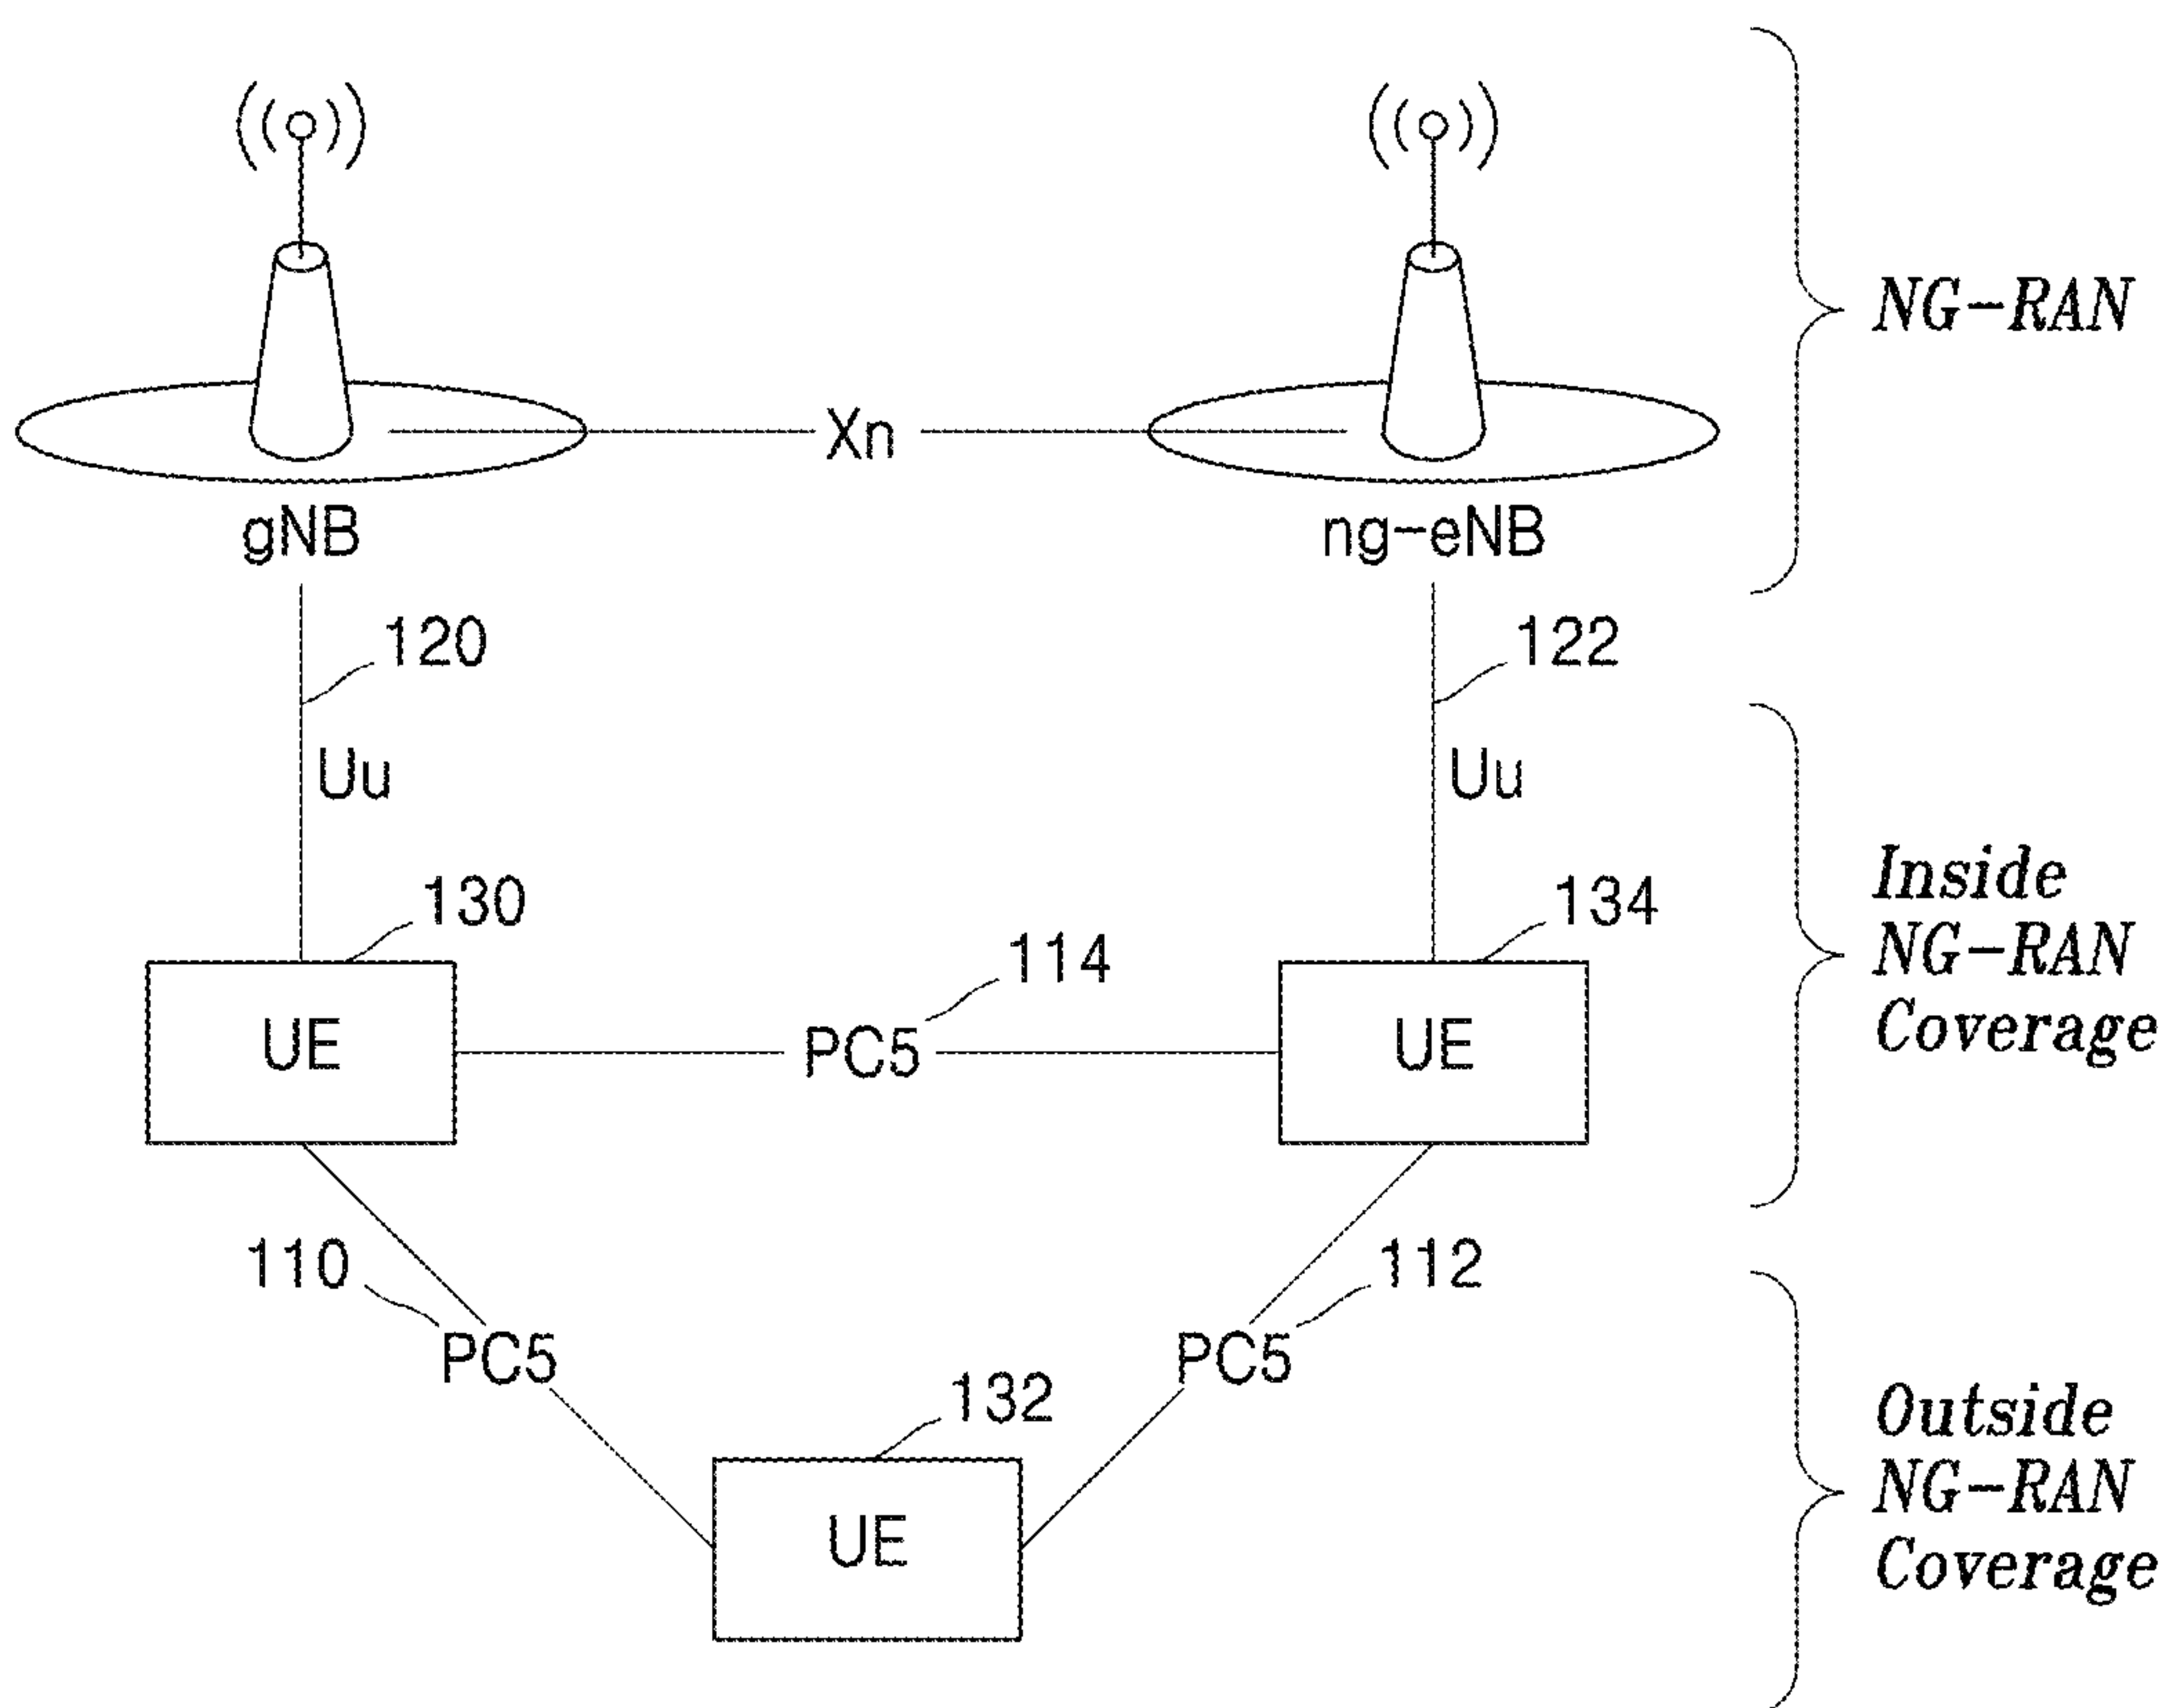 NG-RAN
Xn
gNB
ng-eNB
120
122
Uu
Uu
130
134
114
Inside
NG-RAN
Coverage
UE
PC5
UE
110
112
PC5
PC5
132
Outside
NG-RAN
Coverage
UE